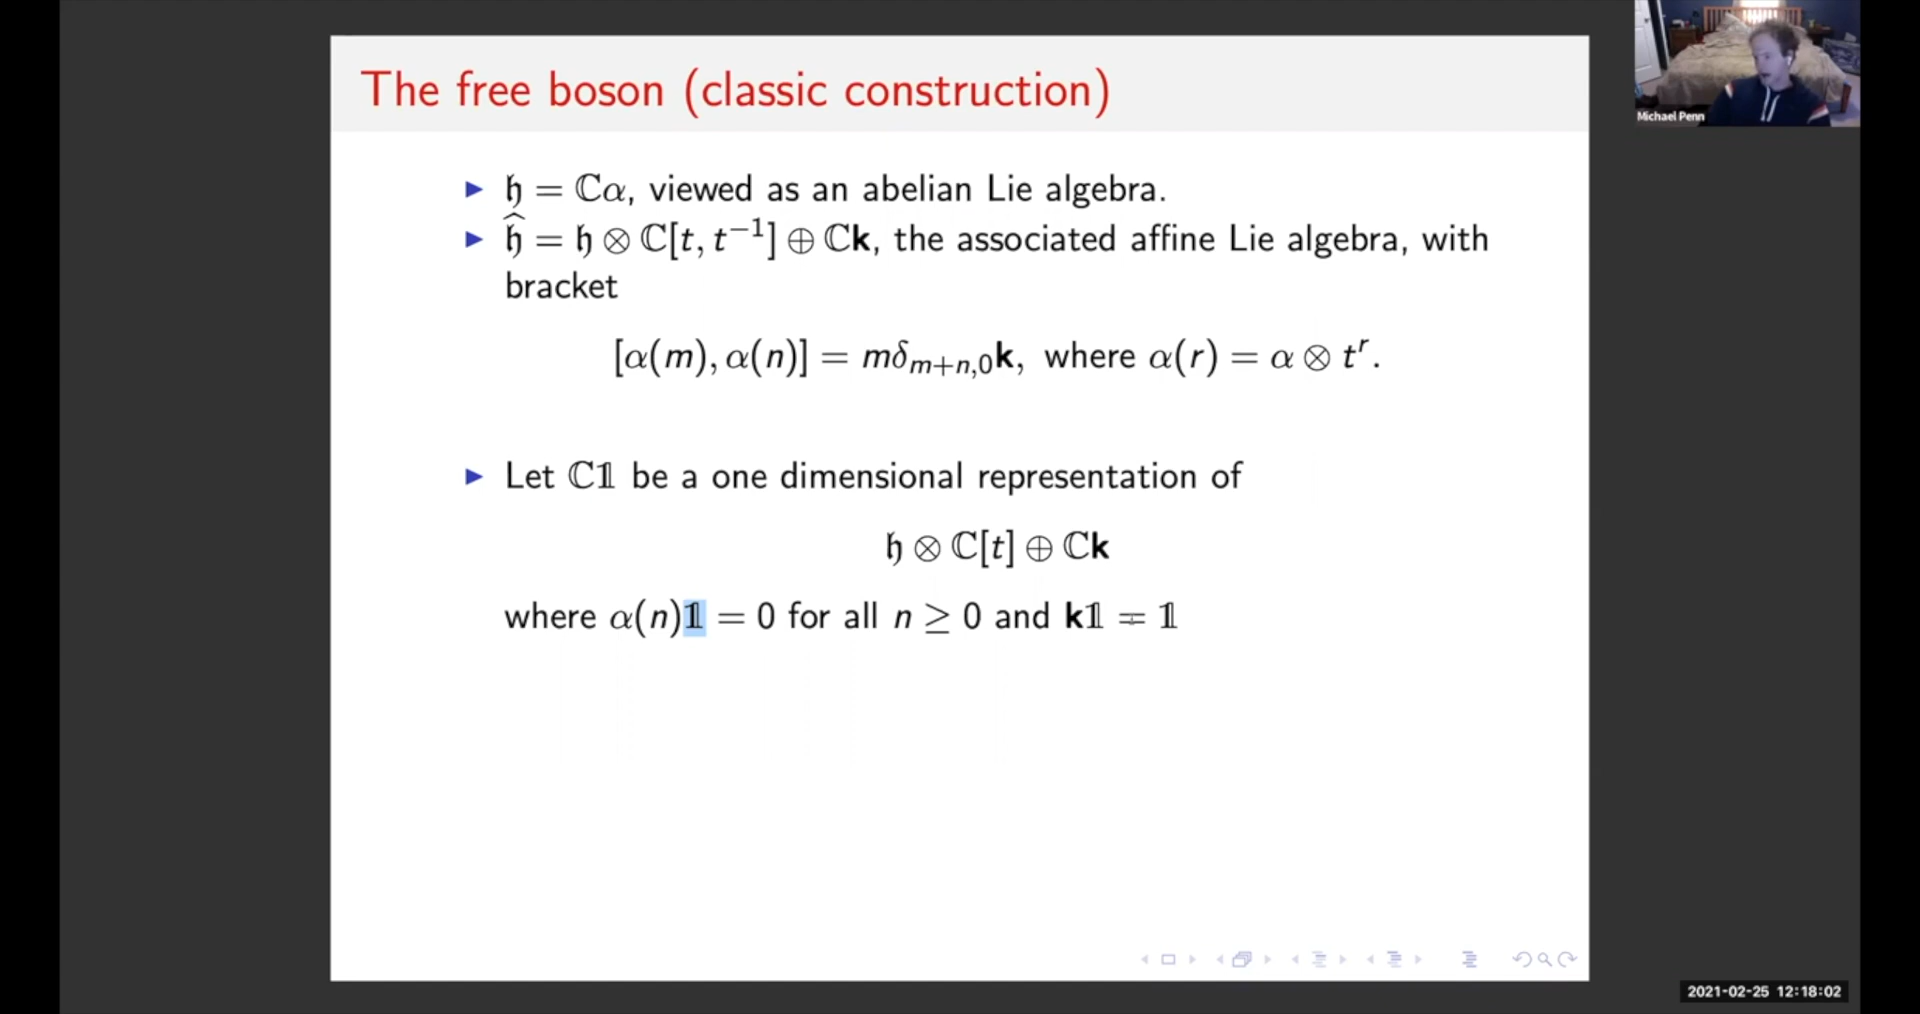 The free boson (classic construction)
Michael Penn
▶ 𝔥 = ℂα, viewed as an abelian Lie algebra.
▶ 𝔥̂ = 𝔥 ⊗ ℂ[t, t⁻¹] ⊕ ℂ𝐤, the associated affine Lie algebra, with
bracket
[α(m), α(n)] = mδ_{m+n,0}𝐤, where α(r) = α ⊗ tʳ.
▶ Let ℂ𝟙 be a one dimensional representation of
𝔥 ⊗ ℂ[t] ⊕ ℂ𝐤
where α(n)𝟙 = 0 for all n ≥ 0 and 𝐤𝟙 = 𝟙
2021-02-25 12:18:02